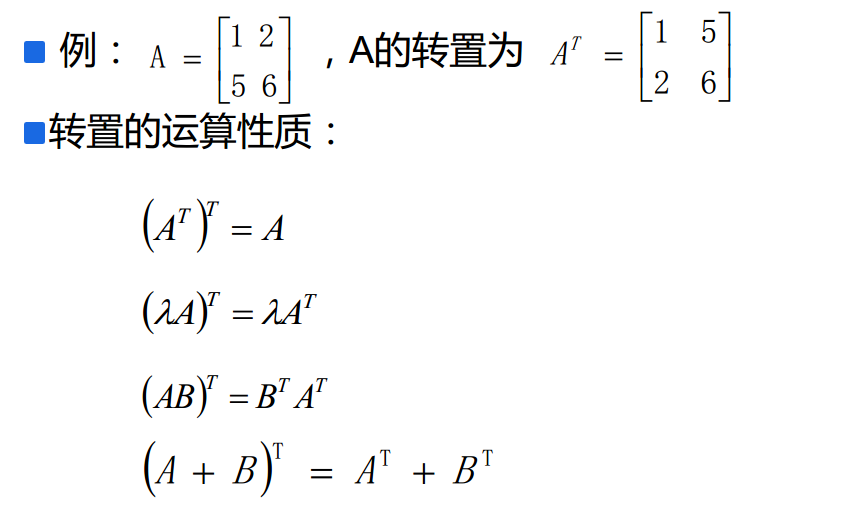 例： A = [1 2; 5 6] ，A的转置为 A^T = [1 5; 2 6]
转置的运算性质：
(A^T)^T = A
(λA)^T = λA^T
(AB)^T = B^T A^T
(A + B)^T = A^T + B^T